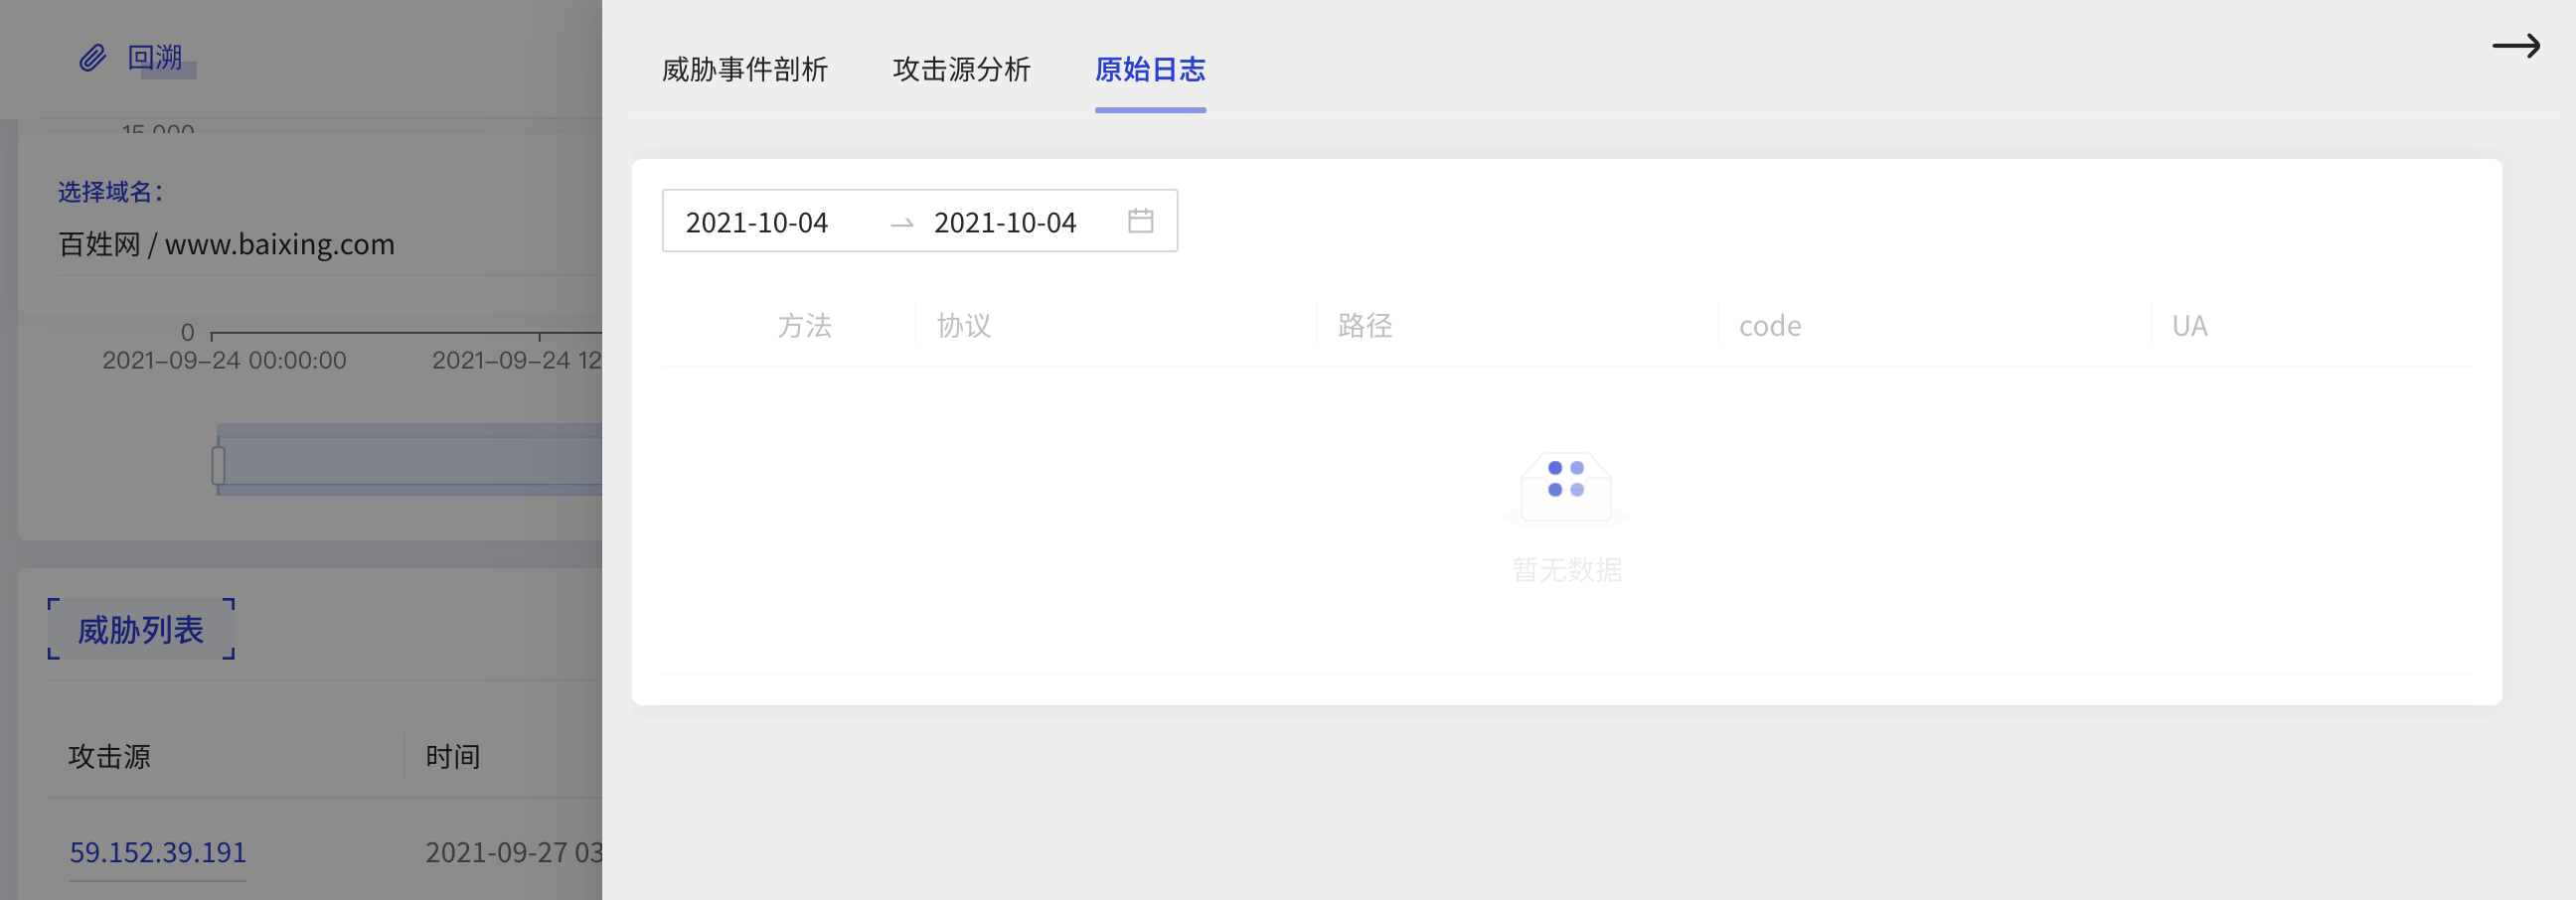 回溯
15,000
选择域名：
百姓网 / www.baixing.com
0
2021-09-24 00:00:00 2021-09-24 12
威胁列表
攻击源 时间
59.152.39.191 2021-09-27 03
威胁事件剖析 攻击源分析 原始日志
2021-10-04 → 2021-10-04
方法 协议 路径 code UA
暂无数据